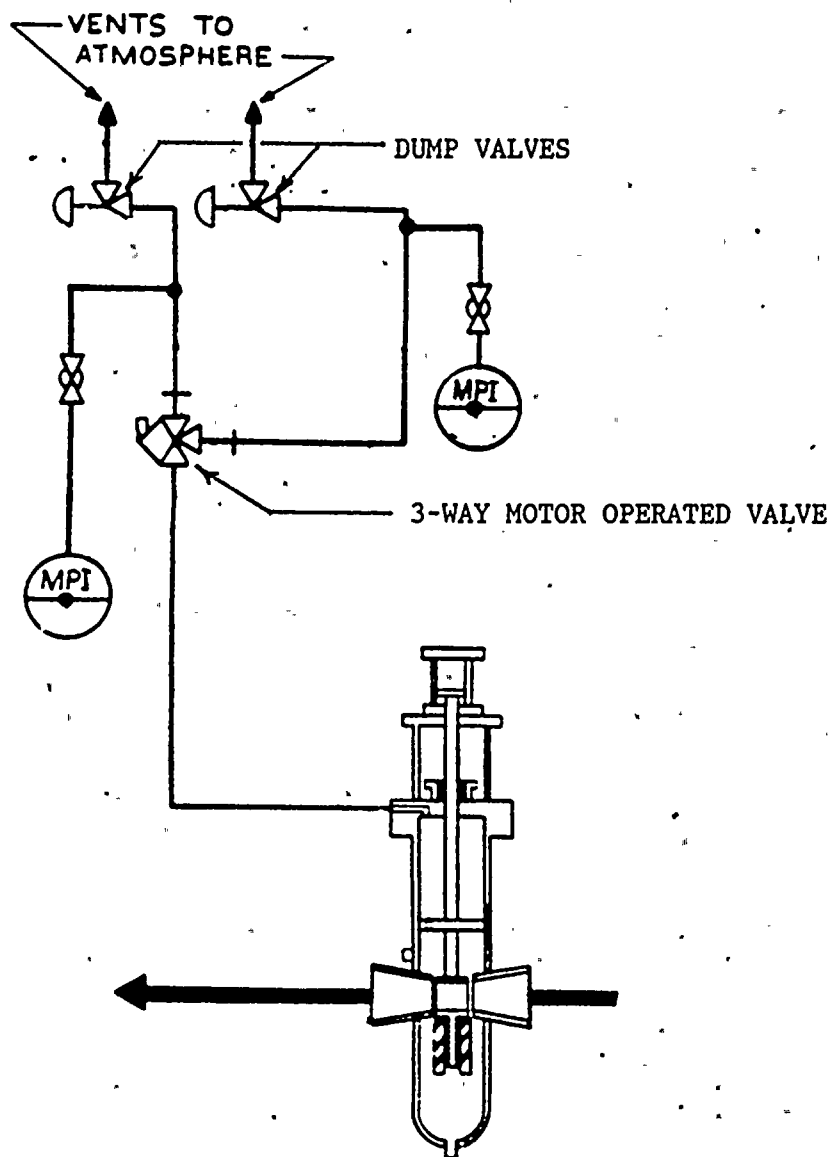 VENTS TO
ATMOSPHERE
DUMP VALVES
MPI
3-WAY MOTOR OPERATED VALVE
MPI